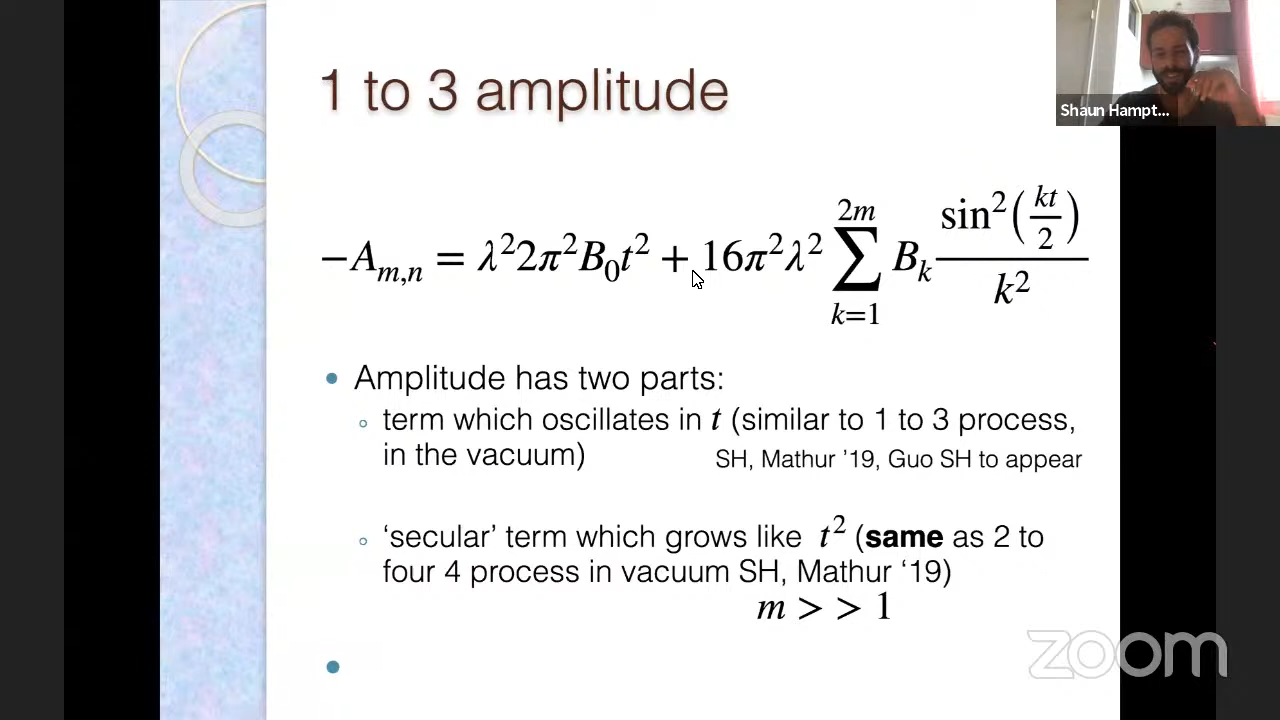 1 to 3 amplitude
Shaun Hampt...
−A_{m,n} = λ²2π²B₀t² + 16π²λ² ∑_{k=1}^{2m} B_k sin²(kt/2)/k²
• Amplitude has two parts:
◦ term which oscillates in t (similar to 1 to 3 process,
in the vacuum)
SH, Mathur ’19, Guo SH to appear
◦ ‘secular’ term which grows like t² (same as 2 to
four 4 process in vacuum SH, Mathur ‘19)
m > > 1
•
zoom